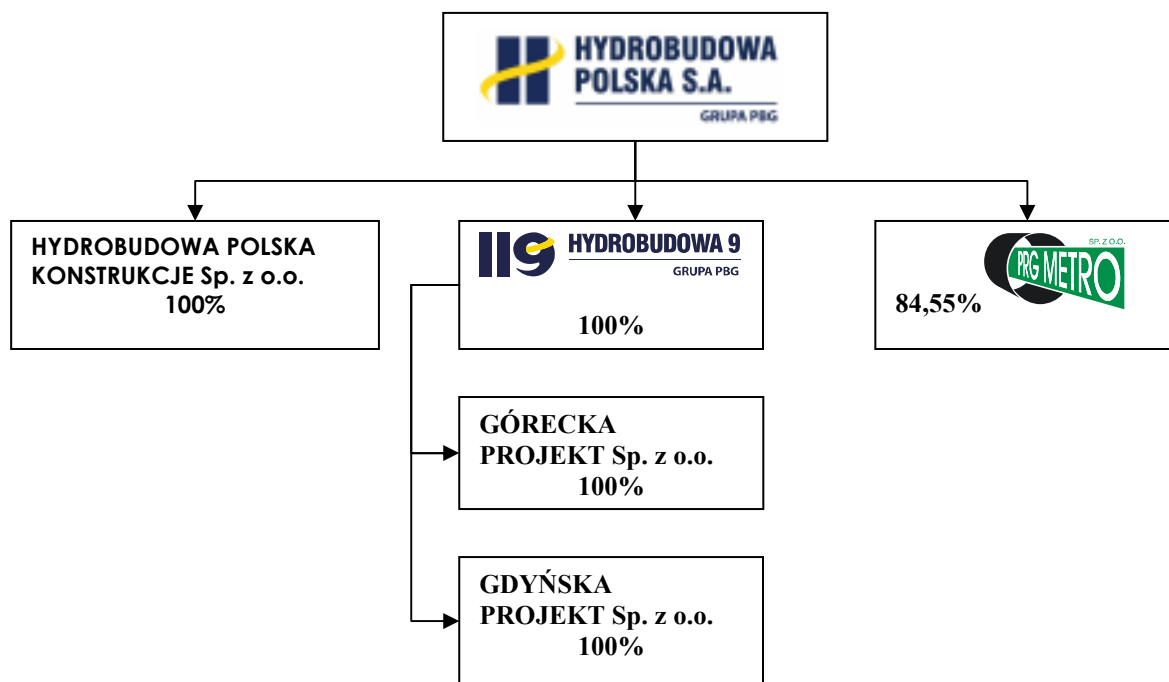 HYDROBUDOWA
POLSKA S.A.
GRUPA PBG
HYDROBUDOWA POLSKA
KONSTRUKCJE Sp. z o.o.
100%
H9 HYDROBUDOWA 9
GRUPA PBG
100%
SP. Z O.O.
PRG METRO
84,55%
GÓRECKA
PROJEKT Sp. z o.o.
100%
GDYŃSKA
PROJEKT Sp. z o.o.
100%